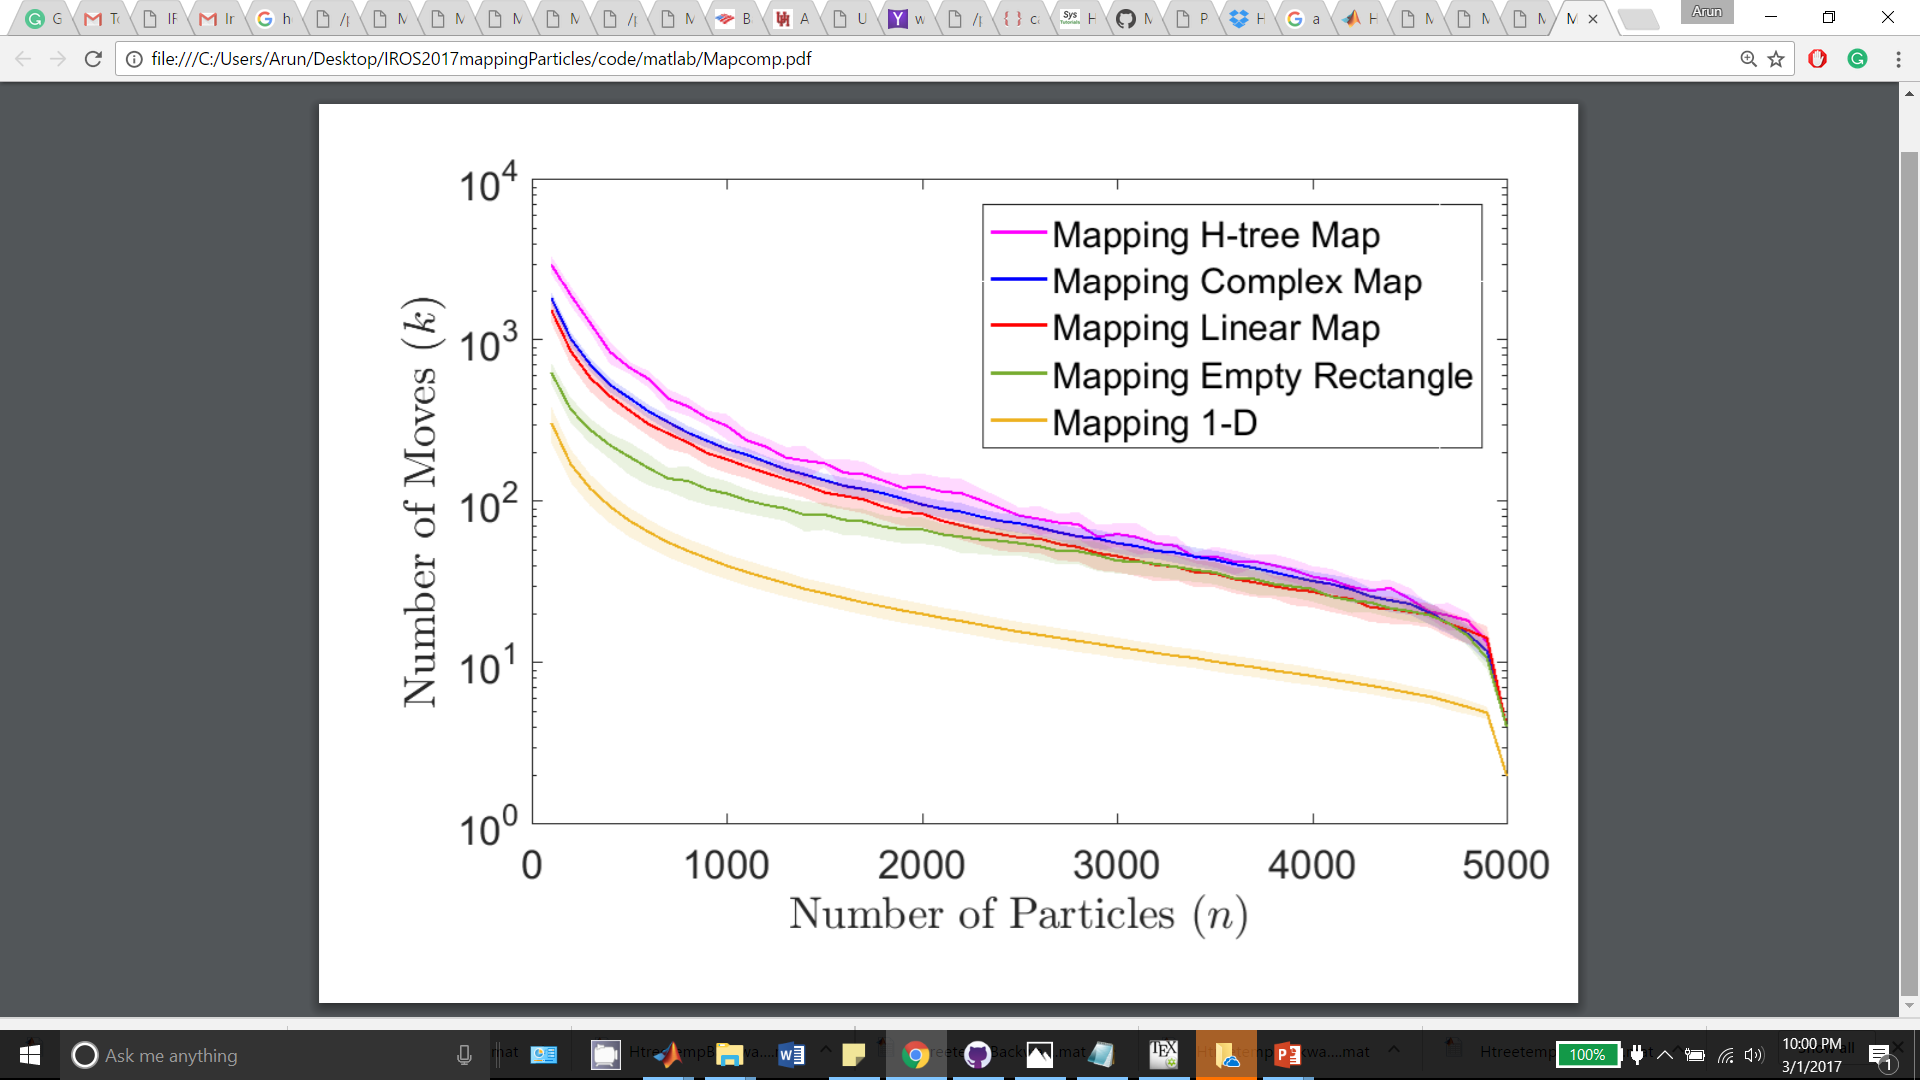 Arun
file:///C:/Users/Arun/Desktop/IROS2017mappingParticles/code/matlab/Mapcomp.pdf
10^4
10^3
10^2
10^1
10^0
Number of Moves (k)
Mapping H-tree Map
Mapping Complex Map
Mapping Linear Map
Mapping Empty Rectangle
Mapping 1-D
0 1000 2000 3000 4000 5000
Number of Particles (n)
Ask me anything
100%
10:00 PM
3/1/2017
1